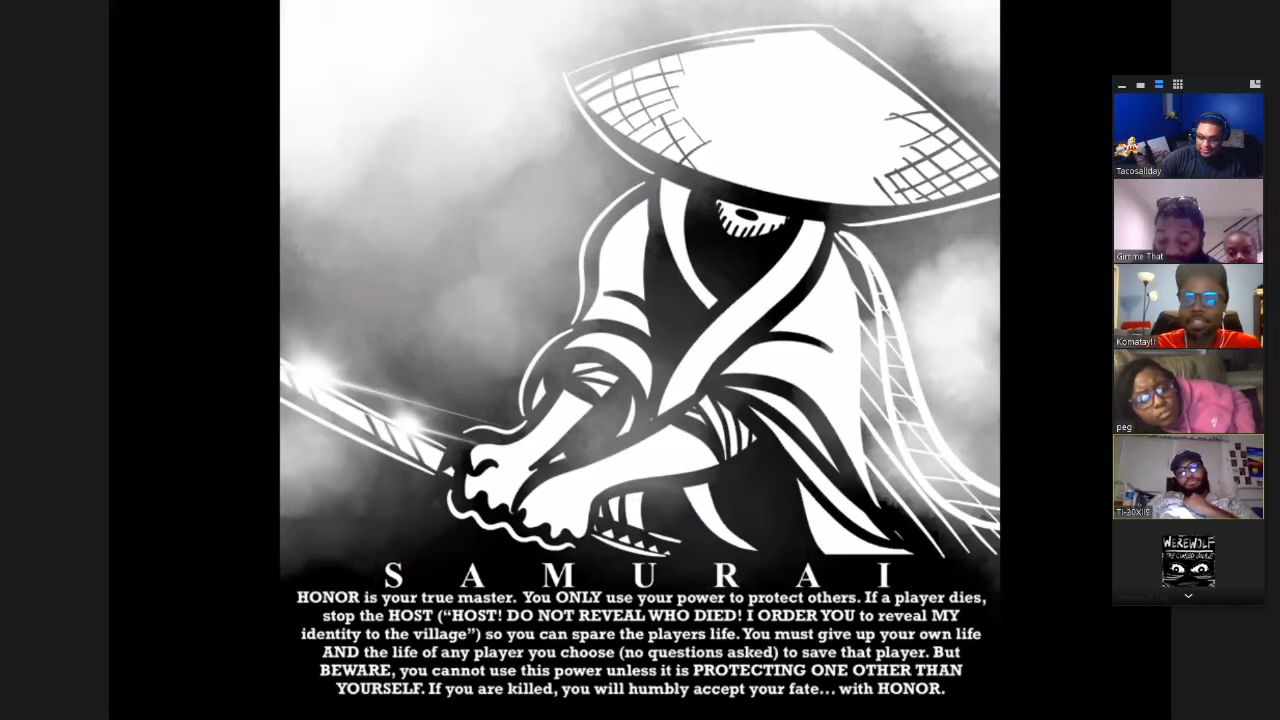 SAMURAI
HONOR is your true master. You ONLY use your power to protect others. If a player dies,
stop the HOST ("HOST! DO NOT REVEAL WHO DIED! I ORDER YOU to reveal MY
identity to the village") so you can spare the players life. You must give up your own life
AND the life of any player you choose (no questions asked) to save that player. But
BEWARE, you cannot use this power unless it is PROTECTING ONE OTHER THAN
YOURSELF. If you are killed, you will humbly accept your fate... with HONOR.
Tacosallday
Gimme That
Komatayll
peg
TI-30XIIS
WEREWOLF